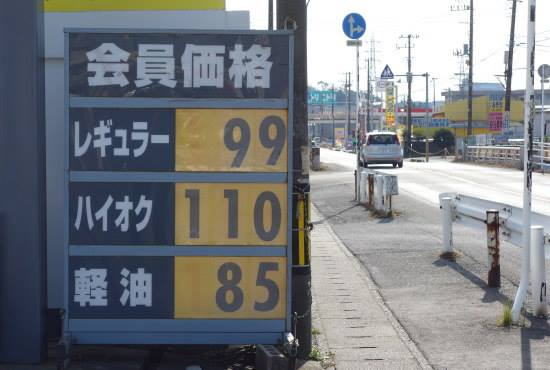 会員価格
レギュラー 99
ハイオク 110
軽油 85